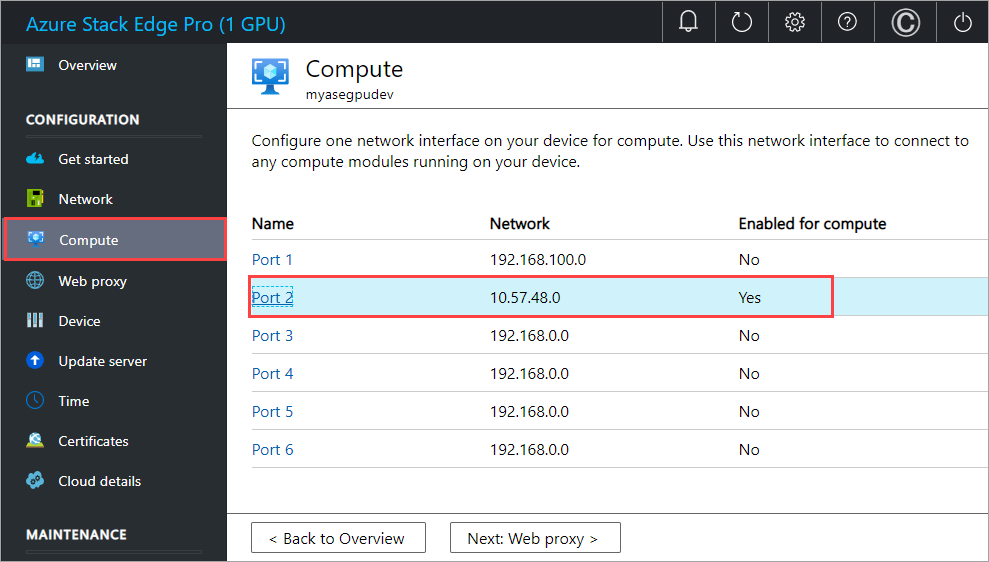 Azure Stack Edge Pro (1 GPU)
Overview
CONFIGURATION
Get started
Network
Compute
Web proxy
Device
Update server
Time
Certificates
Cloud details
MAINTENANCE
Compute
myasegpudev
Configure one network interface on your device for compute. Use this network interface to connect to
any compute modules running on your device.
Name Network Enabled for compute
Port 1 192.168.100.0 No
Port 2 10.57.48.0 Yes
Port 3 192.168.0.0 No
Port 4 192.168.0.0 No
Port 5 192.168.0.0 No
Port 6 192.168.0.0 No
< Back to Overview Next: Web proxy >